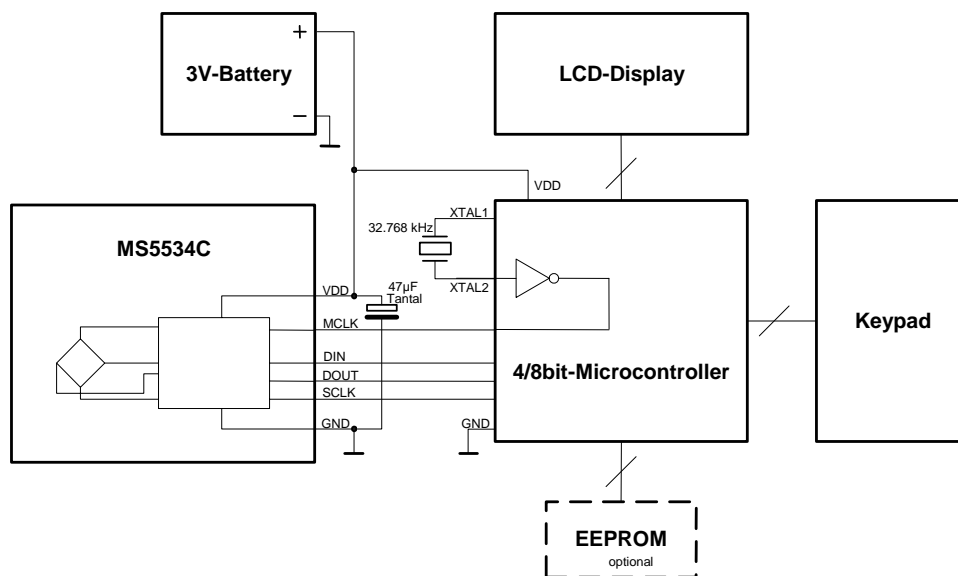 +
3V-Battery
−
LCD-Display
VDD
XTAL1
32.768 kHz
XTAL2
MS5534C
VDD
47µF
Tantal
MCLK
DIN
DOUT
SCLK
GND
4/8bit-Microcontroller
GND
Keypad
EEPROM
optional